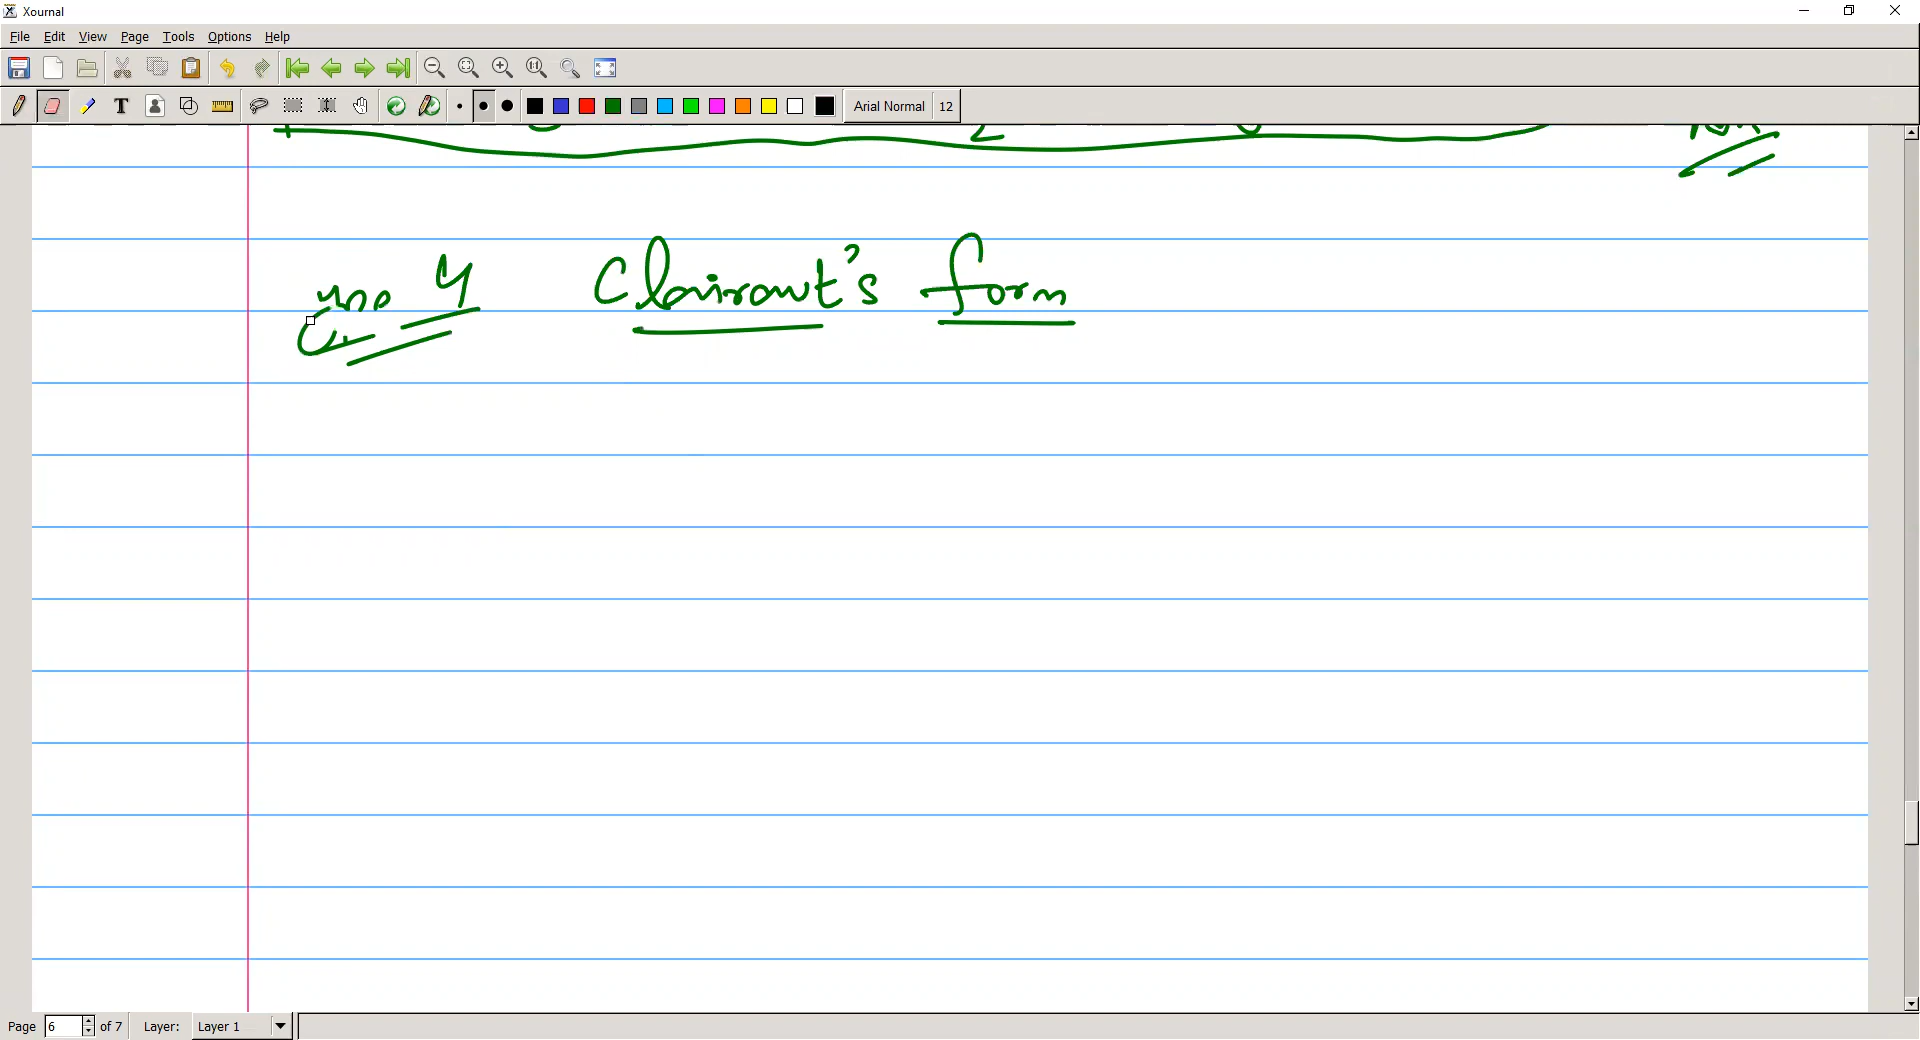 Xournal
File Edit View Page Tools Options Help
Arial Normal 12
4 Clairaut's form
Page 6 of 7 Layer: Layer 1